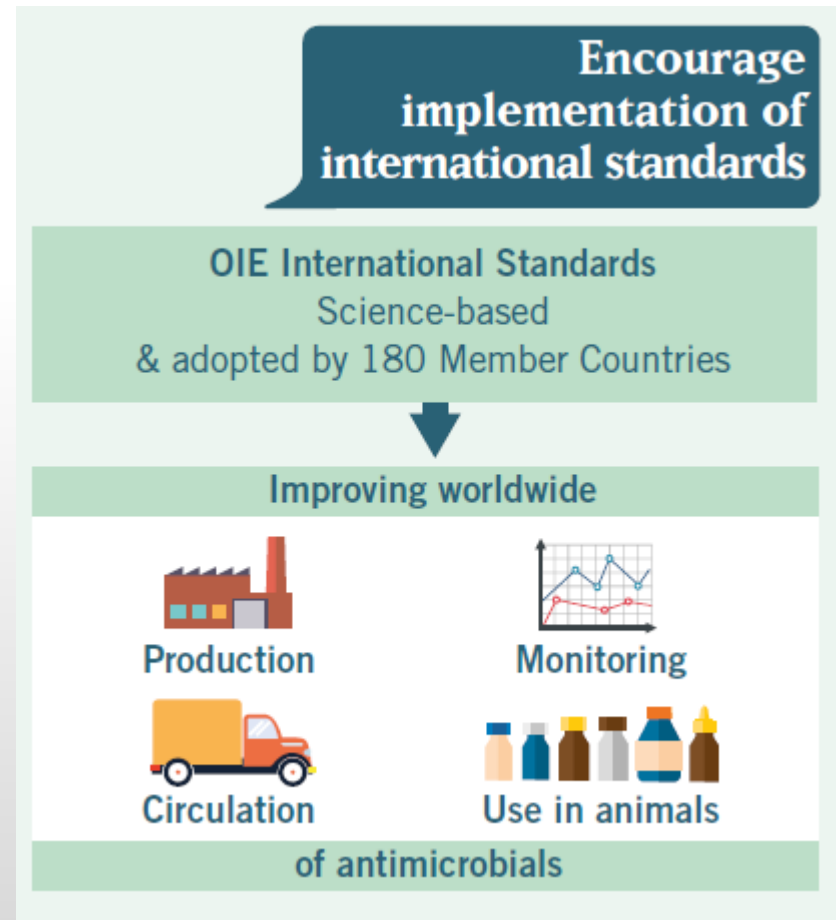 Encourage
implementation of
international standards
OIE International Standards
Science-based
& adopted by 180 Member Countries
Improving worldwide
Production
Monitoring
Circulation
Use in animals
of antimicrobials